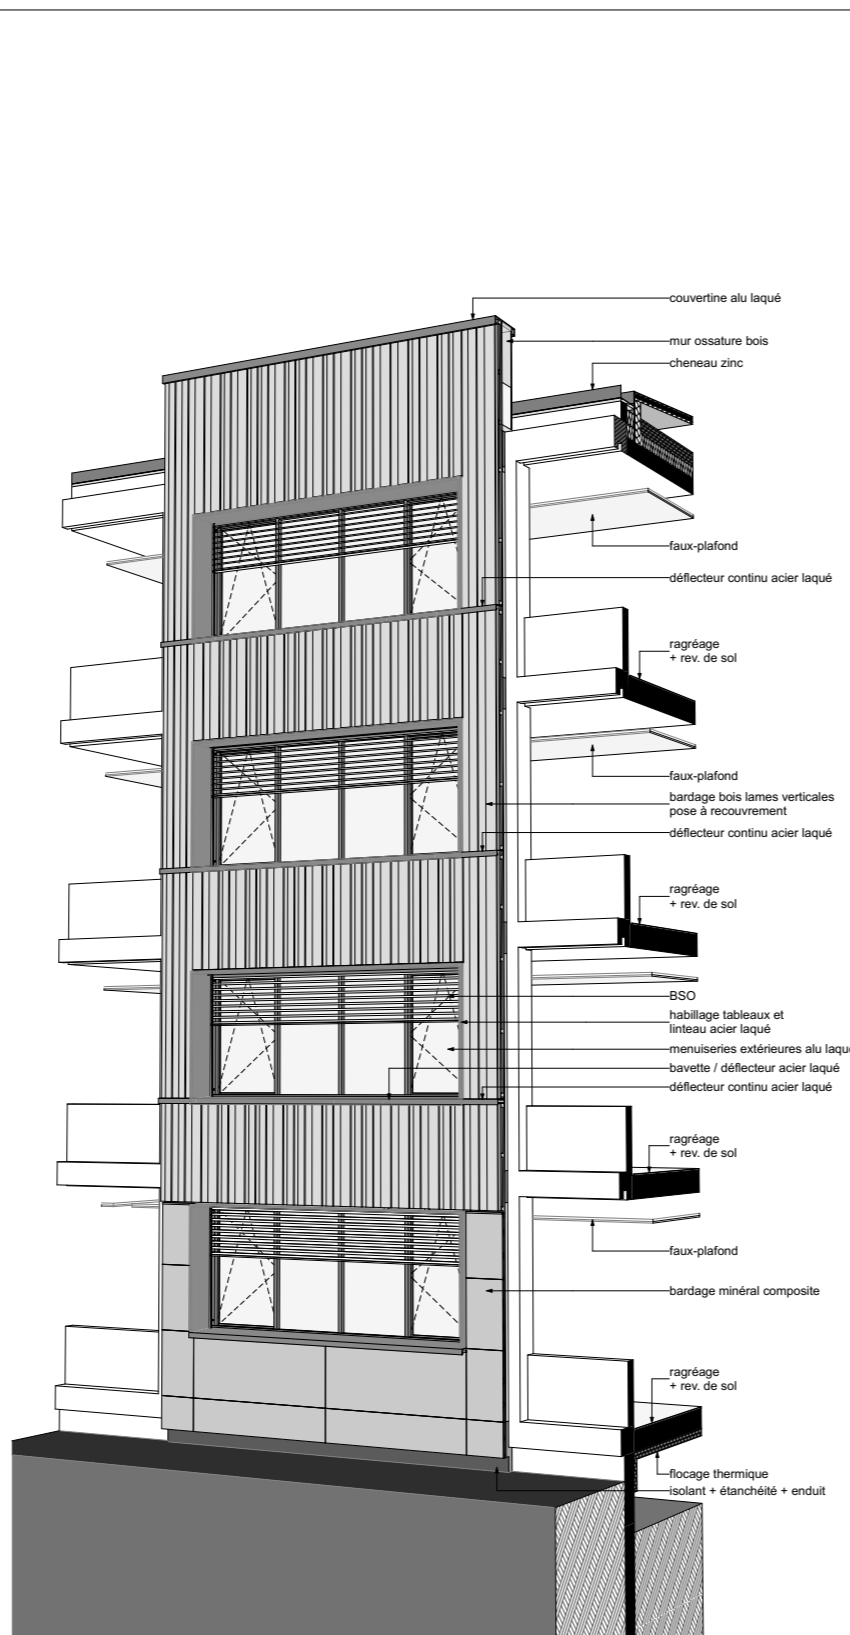 couvertine alu laqué
mur ossature bois
cheneau zinc
faux-plafond
déflecteur continu acier laqué
ragréage
+ rev. de sol
faux-plafond
bardage bois lames verticales
pose à recouvrement
déflecteur continu acier laqué
ragréage
+ rev. de sol
BSO
habillage tableaux et
linteau acier laqué
menuiseries extérieures alu laqu
bavette / déflecteur acier laqué
déflecteur continu acier laqué
ragréage
+ rev. de sol
faux-plafond
bardage minéral composite
ragréage
+ rev. de sol
flocage thermique
isolant + étanchéité + enduit